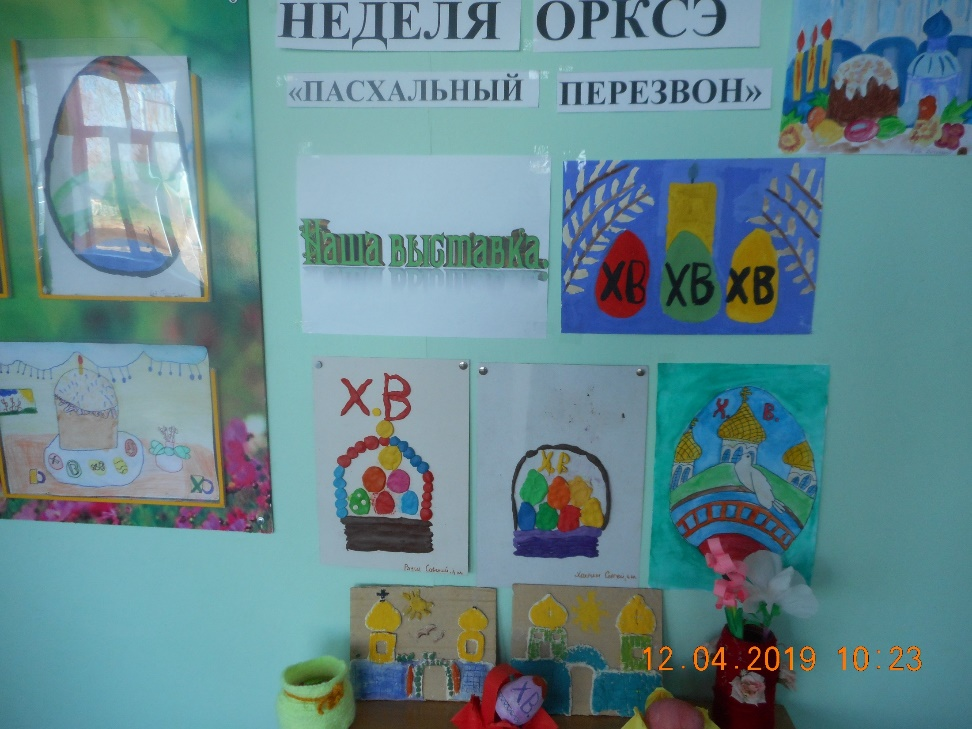 НЕДЕЛЯ ОРКСЭ
«ПАСХАЛЬНЫЙ ПЕРЕЗВОН»
Наша выставка
ХВ ХВ ХВ
Х.В
ХВ
Х. В.
ХВ
12.04.2019 10:23